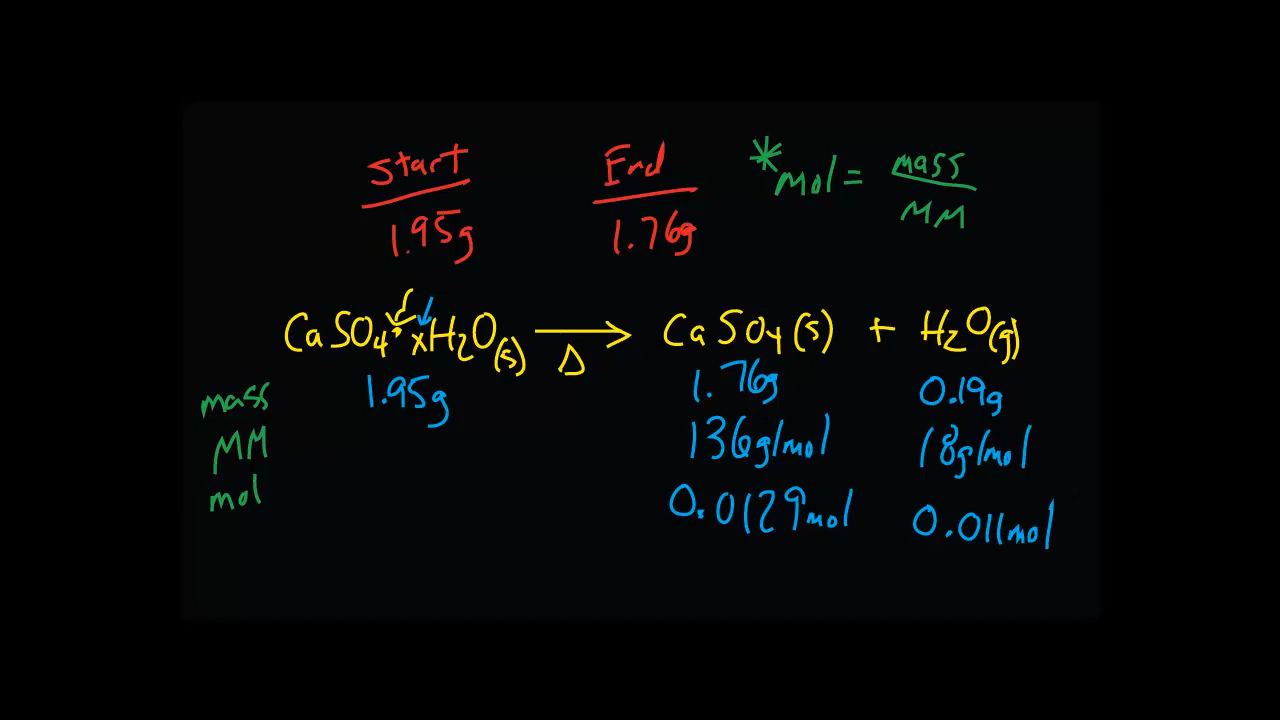 Start End *mol = mass
1.95g 1.76g MM
CaSO4 · xH2O(s) → CaSO4(s) + H2O(g)
Δ
mass 1.95g 1.76g 0.19g
MM 136g/mol 18g/mol
mol 0.0129mol 0.011mol